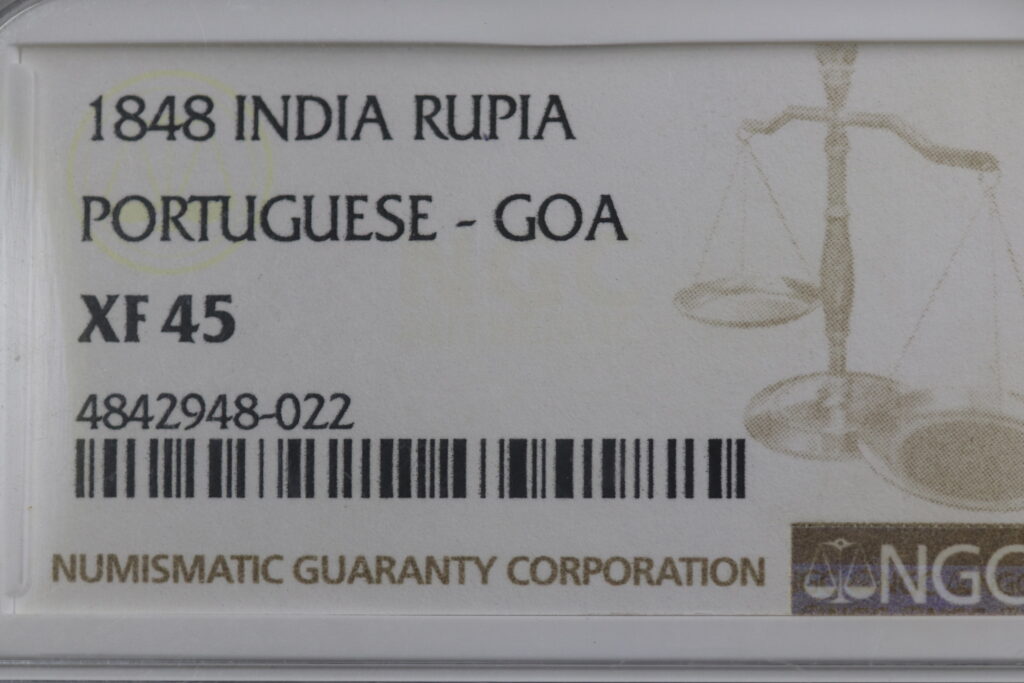 1848 INDIA RUPIA
PORTUGUESE - GOA
XF 45
4842948-022
NUMISMATIC GUARANTY CORPORATION
NGC